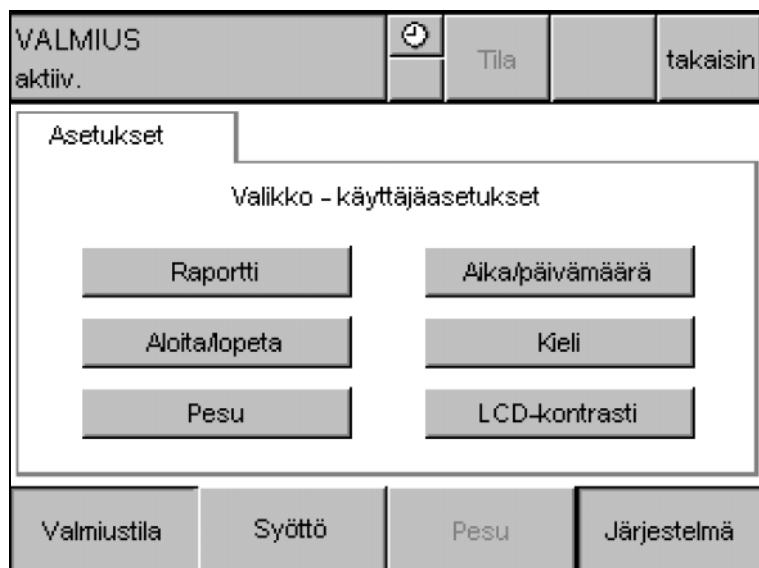 VALMIUS
aktiiv.
Tila
takaisin
Asetukset
Valikko - käyttäjäasetukset
Raportti
Aika/päivämäärä
Aloita/lopeta
Kieli
Pesu
LCD-kontrasti
Valmiustila
Syöttö
Pesu
Järjestelmä